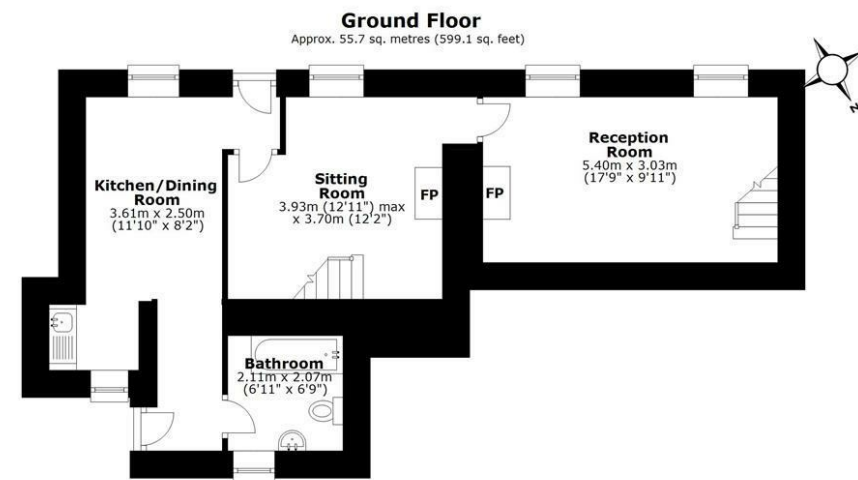 Ground Floor
Approx. 55.7 sq. metres (599.1 sq. feet)
N
Reception
Room
5.40m x 3.03m
(17'9" x 9'11")
Kitchen/Dining
Room
3.61m x 2.50m
(11'10" x 8'2")
Sitting
Room
3.93m (12'11") max
x 3.70m (12'2")
FP
FP
Bathroom
2.11m x 2.07m
(6'11" x 6'9")